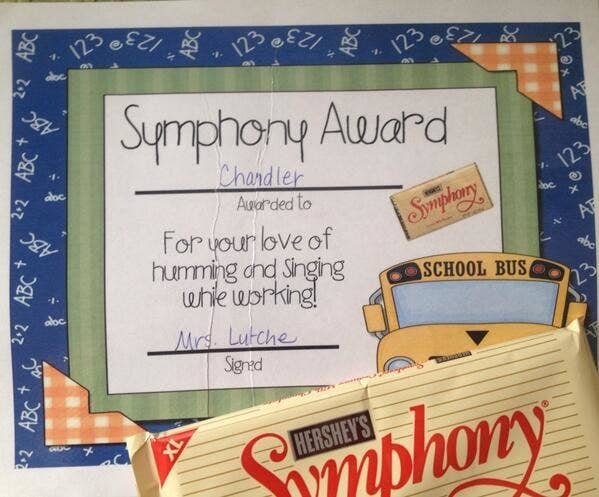 Symphony Award
Chandler
Awarded to
HERSHEY'S
Symphony
For your love of
humming and Singing
while working!
SCHOOL BUS
Mrs. Lutche
Signed
HERSHEY'S
Symphony